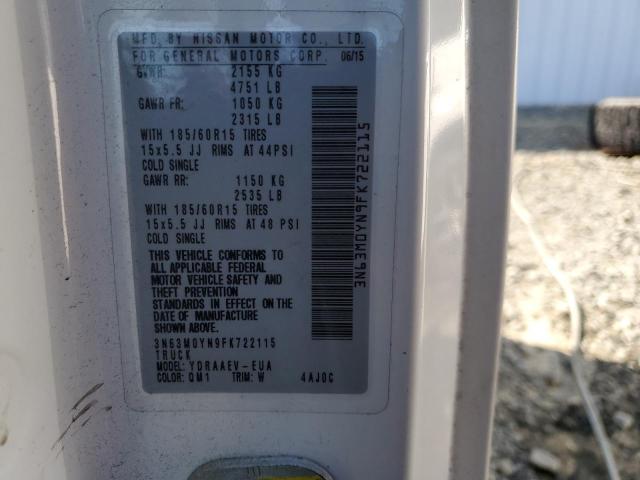 MFD. BY NISSAN MOTOR CO., LTD.
FOR GENERAL MOTORS CORP. 06/15
GVWR: 2155 KG
4751 LB
GAWR FR: 1050 KG
2315 LB
WITH 185/60R15 TIRES
15x5.5 JJ RIMS AT 44PSI
COLD SINGLE
GAWR RR: 1150 KG
2535 LB
WITH 185/60R15 TIRES
15x5.5 JJ RIMS AT 48 PSI
COLD SINGLE
THIS VEHICLE CONFORMS TO
ALL APPLICABLE FEDERAL
MOTOR VEHICLE SAFETY AND
THEFT PREVENTION
STANDARDS IN EFFECT ON THE
DATE OF MANUFACTURE
SHOWN ABOVE.
3N63M0YN9FK722115
TRUCK
MODEL: YDRAAEV-EUA
COLOR: QM1 TRIM: W 4AJ0C
3N63M0YN9FK722115